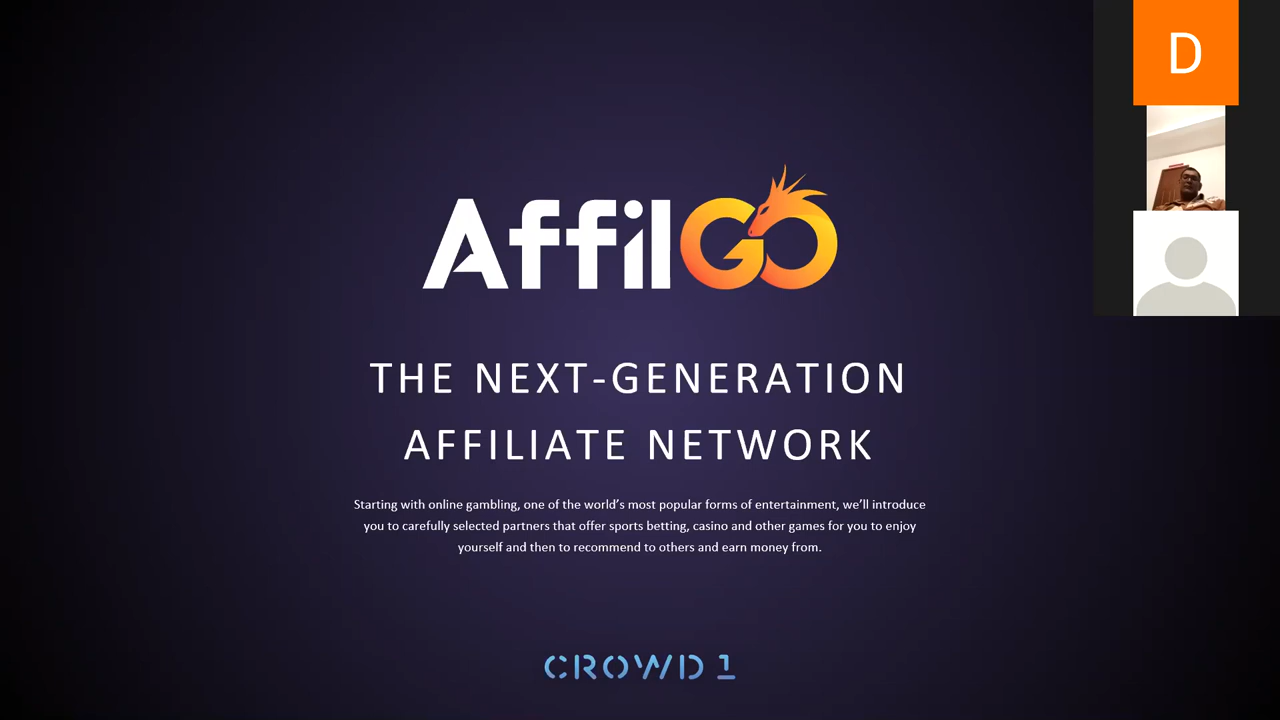 D
AffilGO
THE NEXT-GENERATION
AFFILIATE NETWORK
Starting with online gambling, one of the world’s most popular forms of entertainment, we’ll introduce
you to carefully selected partners that offer sports betting, casino and other games for you to enjoy
yourself and then to recommend to others and earn money from.
CROWD 1